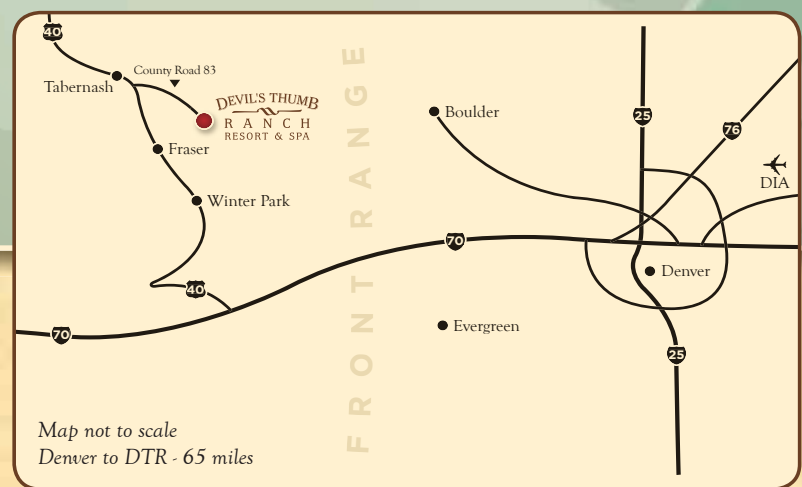 40
Tabernash
County Road 83
DEVIL'S THUMB
RANCH
RESORT & SPA
Fraser
Winter Park
40
70
FRONT RANGE
70
Boulder
25
76
DIA
Denver
Evergreen
25
Map not to scale
Denver to DTR - 65 miles